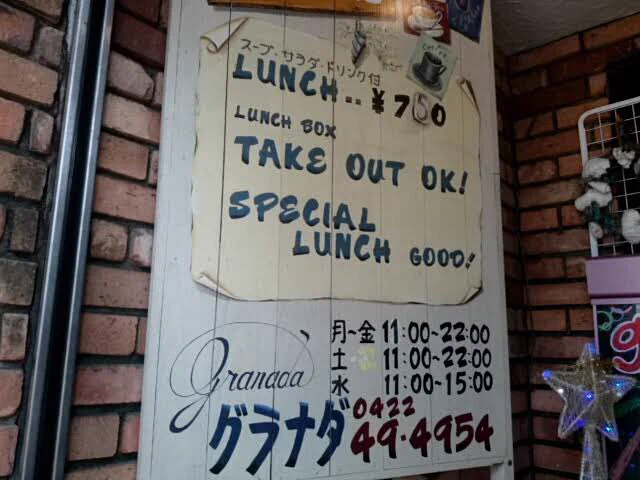 スープ・サラダ・ドリンク付
LUNCH -- ¥750
LUNCH BOX
TAKE OUT OK!
SPECIAL
LUNCH GOOD!
granada
月~金 11:00~22:00
土 11:00~22:00
水 11:00~15:00
グラナダ 0422
49-4954